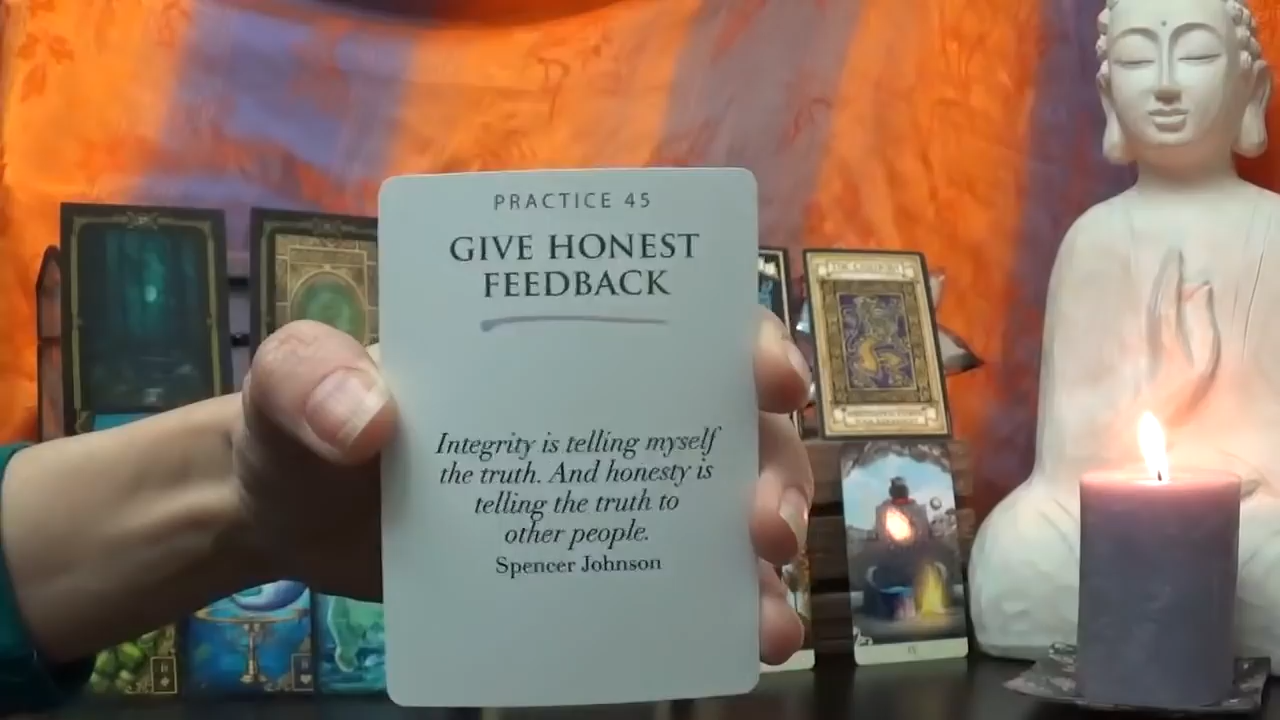 PRACTICE 45
GIVE HONEST
FEEDBACK
Integrity is telling myself
the truth. And honesty is
telling the truth to
other people.
Spencer Johnson